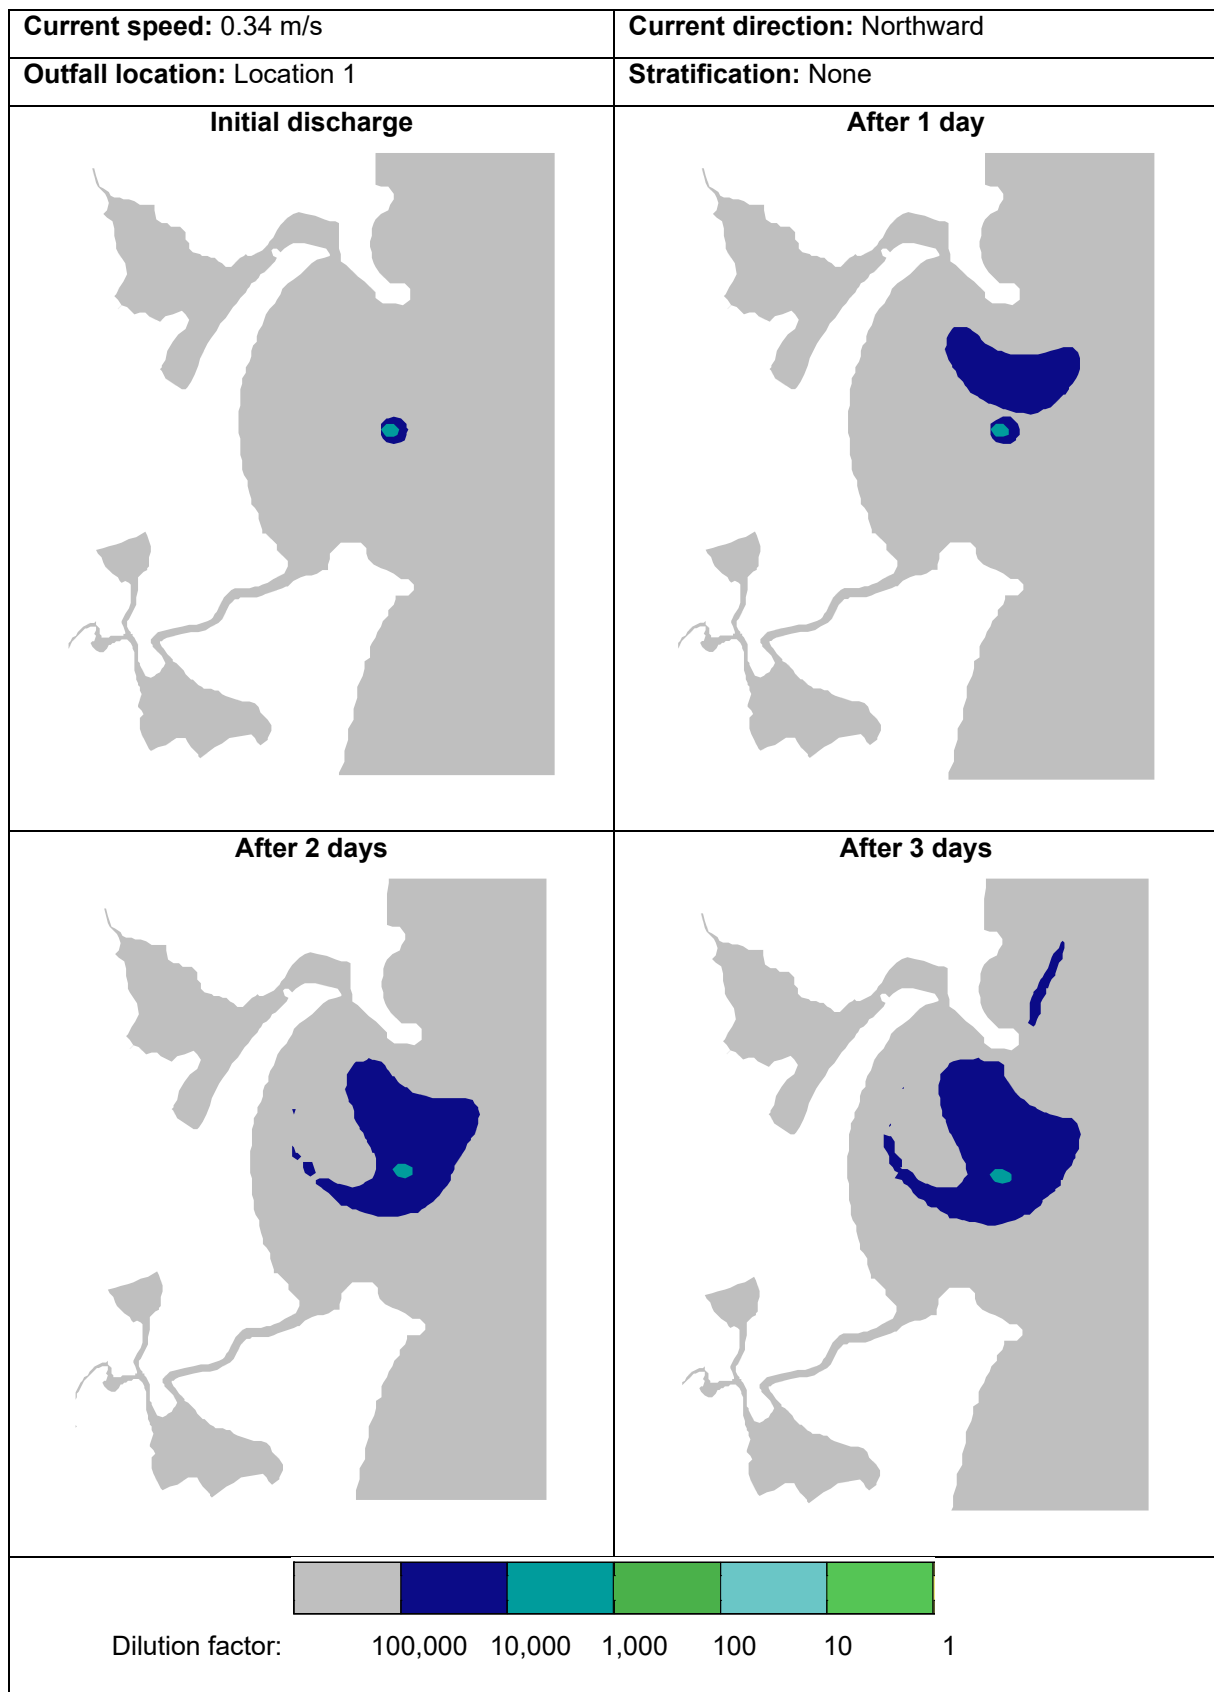 Current speed: 0.34 m/s
Current direction: Northward
Outfall location: Location 1
Stratification: None
Initial discharge
After 1 day
After 2 days
After 3 days
Dilution factor: 100,000 10,000 1,000 100 10 1